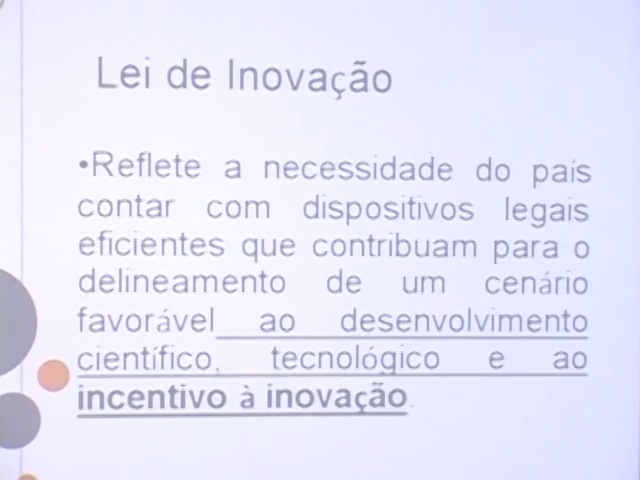 Lei de Inovação
•Reflete a necessidade do país
contar com dispositivos legais
eficientes que contribuam para o
delineamento de um cenário
favorável ao desenvolvimento
científico, tecnológico e ao
incentivo à inovação.